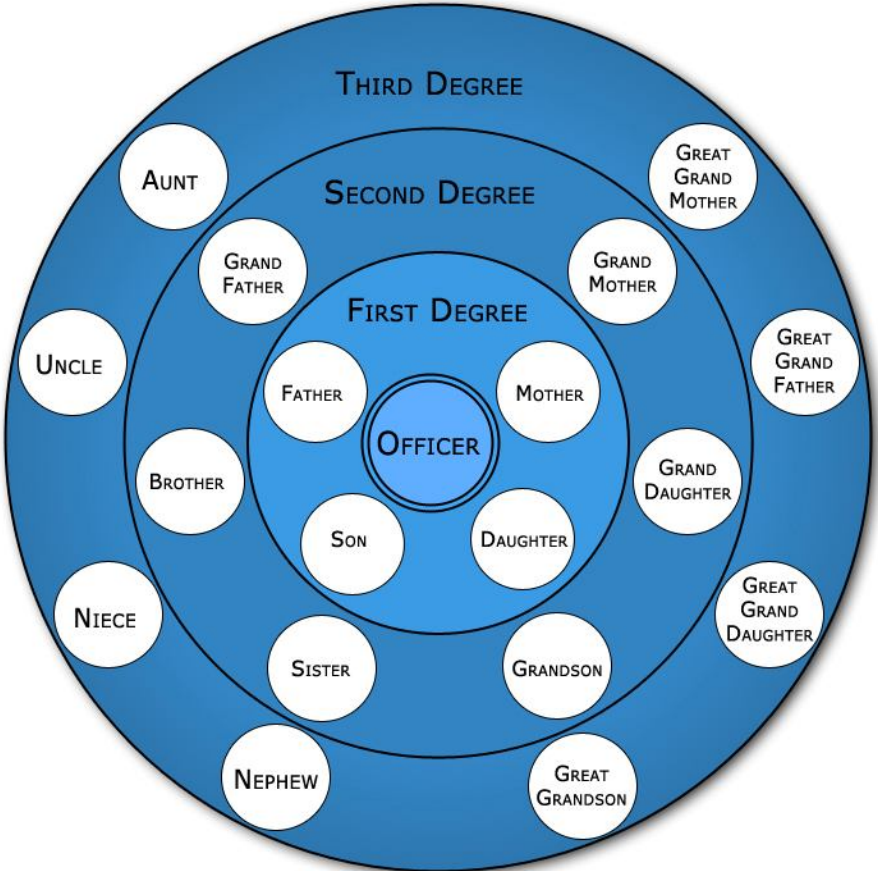 Third Degree
Aunt
Great
Grand
Mother
Second Degree
Grand
Father
Grand
Mother
First Degree
Uncle
Great
Grand
Father
Father
Mother
Officer
Brother
Grand
Daughter
Son
Daughter
Niece
Great
Grand
Daughter
Sister
Grandson
Nephew
Great
Grandson